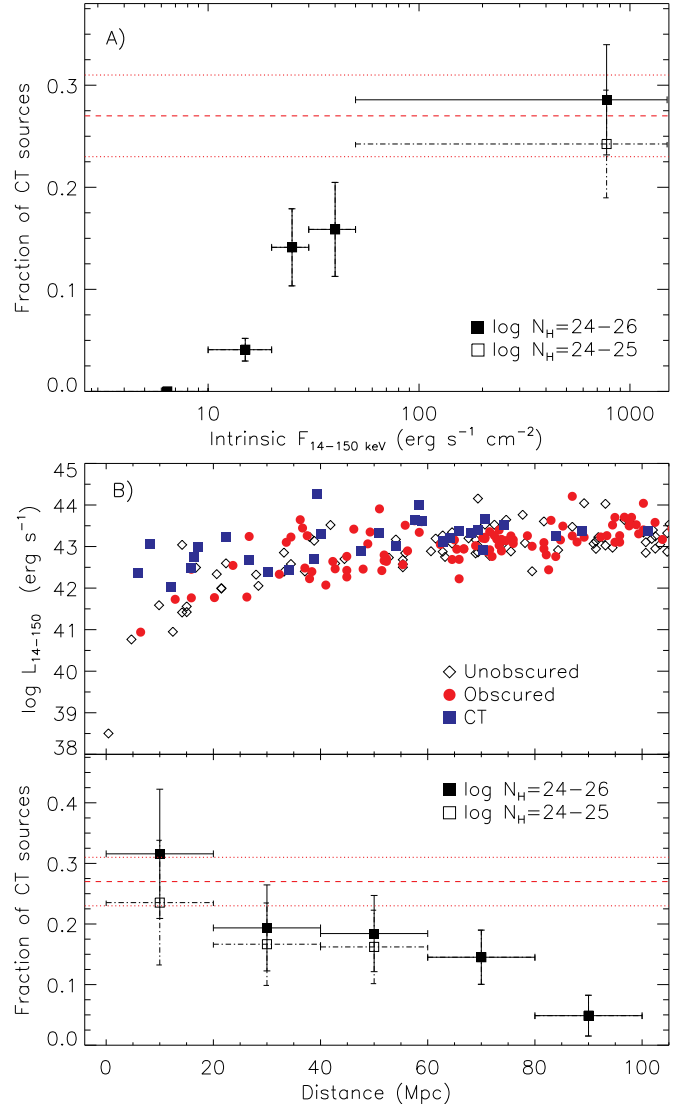 A)
0.3
0.2
0.1
0.0
Fraction of CT sources
log N_H=24−26
log N_H=24−25
10 100 1000
Intrinsic F_14−150 keV (erg s⁻¹ cm⁻²)
B)
45
44
43
42
41
40
39
38
log L_14−150 (erg s⁻¹)
Unobscured
Obscured
CT
0.4
0.3
0.2
0.1
0.0
Fraction of CT sources
log N_H=24−26
log N_H=24−25
0 20 40 60 80 100
Distance (Mpc)